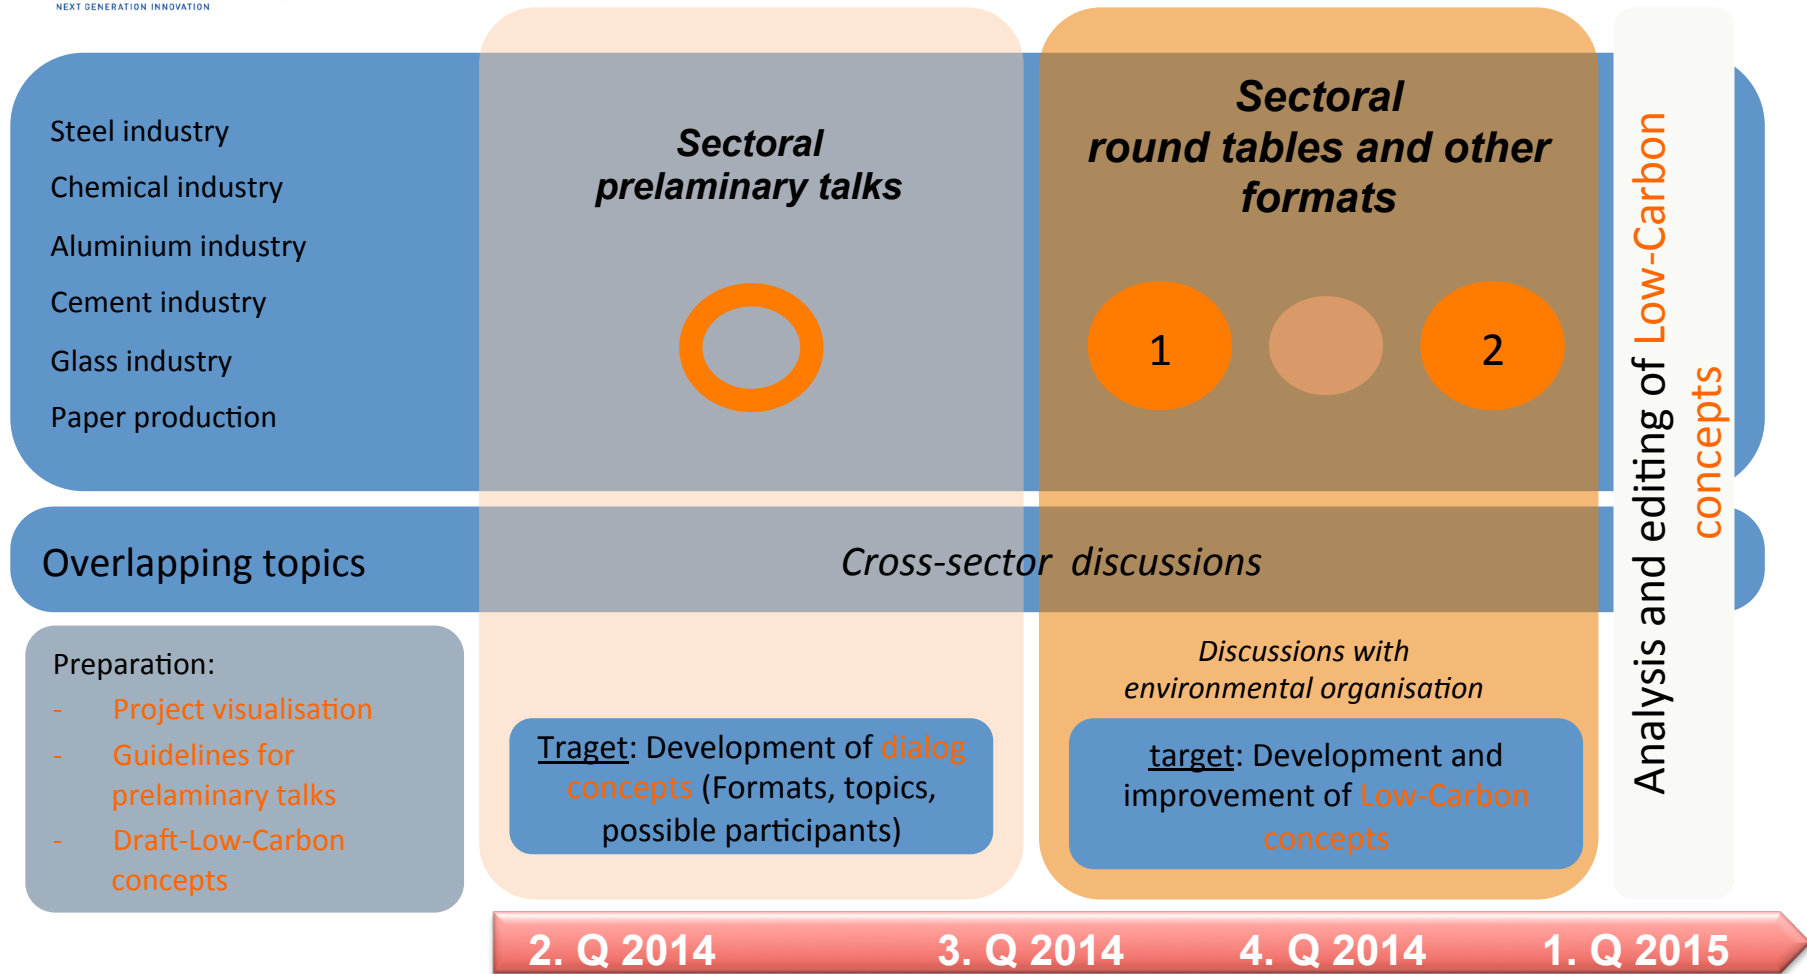 NEXT GENERATION INNOVATION
Steel industry
Chemical industry
Aluminium industry
Cement industry
Glass industry
Paper production
Sectoral
prelaminary talks
Sectoral
round tables and other
formats
1
2
Analysis and editing of Low-Carbon
concepts
Overlapping topics
Cross-sector discussions
Preparation:
- Project visualisation
- Guidelines for
prelaminary talks
- Draft-Low-Carbon
concepts
Traget: Development of dialog
concepts (Formats, topics,
possible participants)
Discussions with
environmental organisation
target: Development and
improvement of Low-Carbon
concepts
2. Q 2014
3. Q 2014
4. Q 2014
1. Q 2015